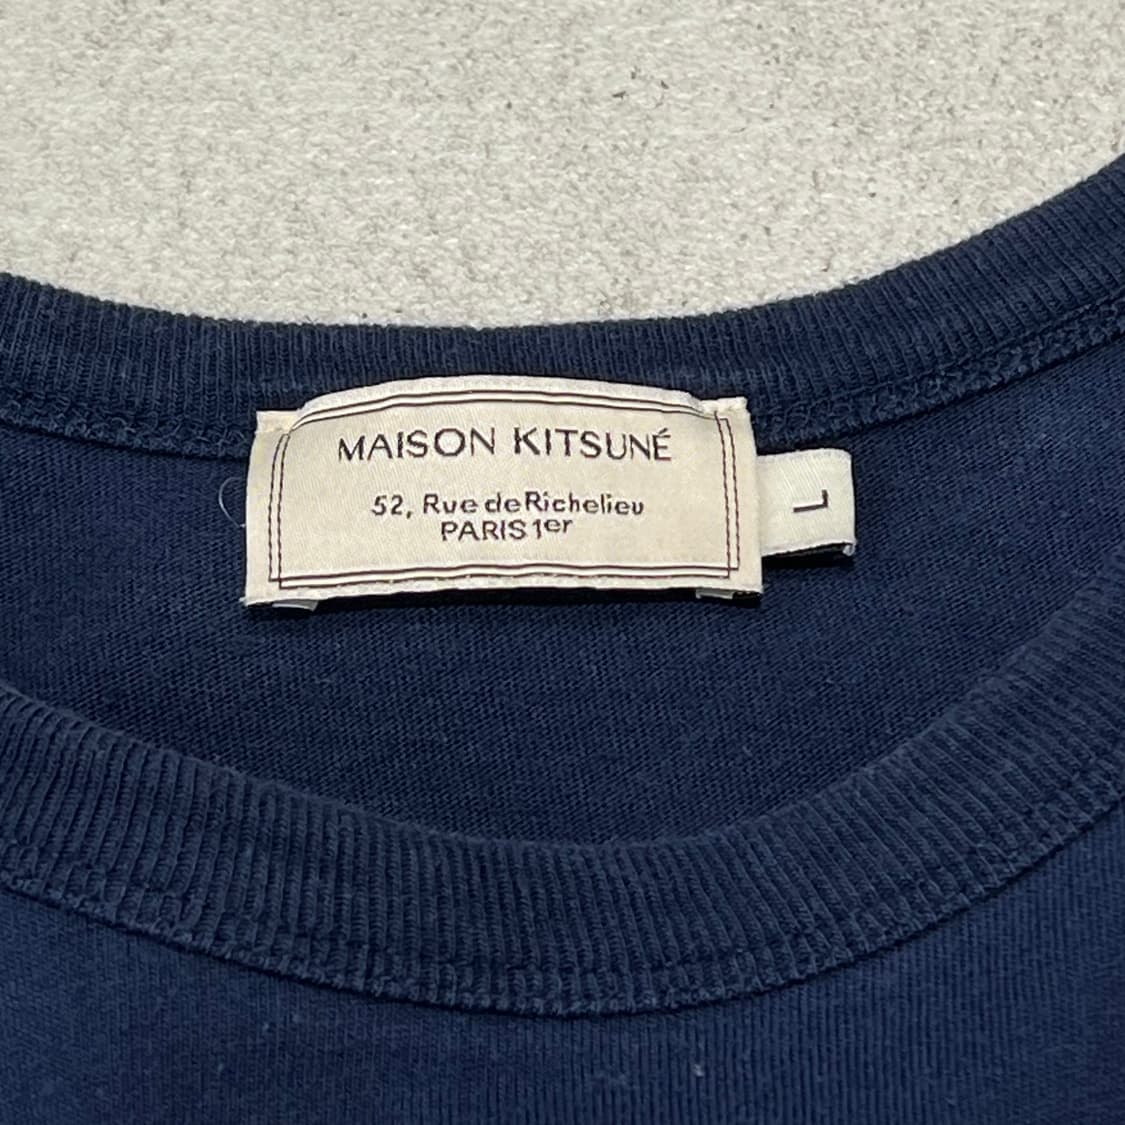 MAISON KITSUNÉ
52, Rue de Richelieu
PARIS 1er
L